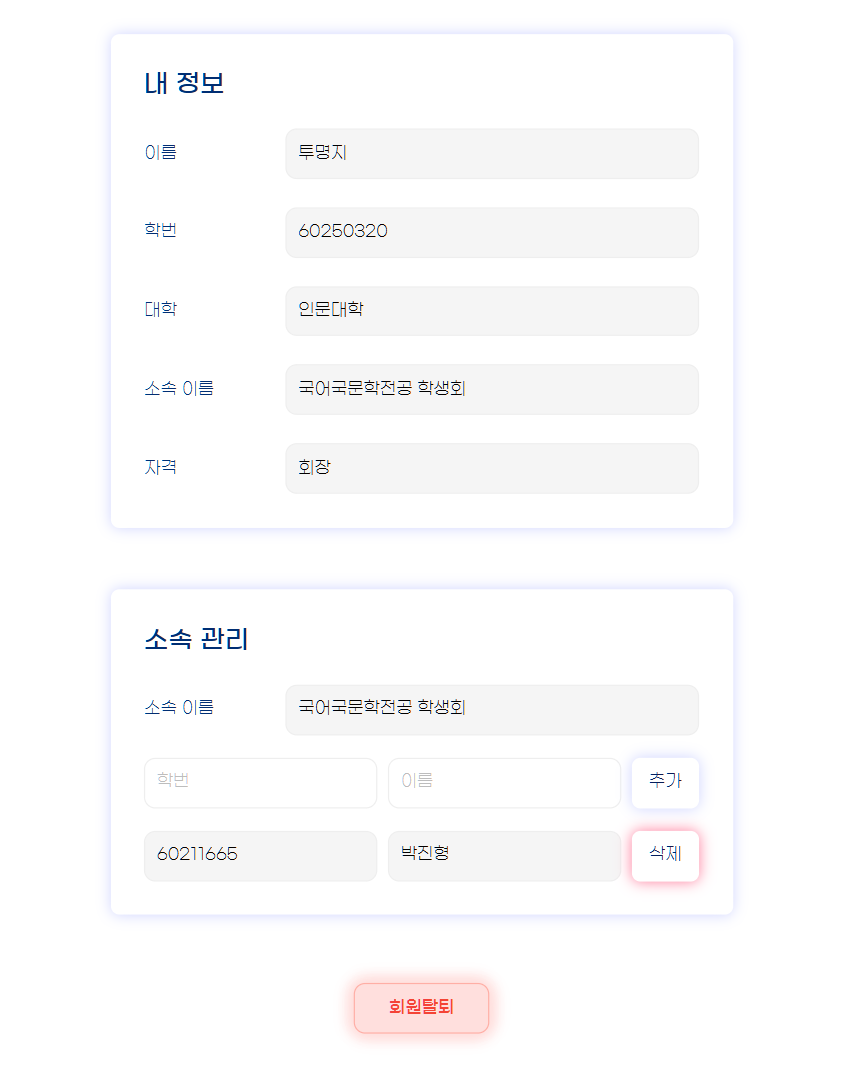 내 정보
이름 투명지
학번 60250320
대학 인문대학
소속 이름 국어국문학전공 학생회
자격 회장
소속 관리
소속 이름 국어국문학전공 학생회
학번 이름 추가
60211665 박진형 삭제
회원탈퇴